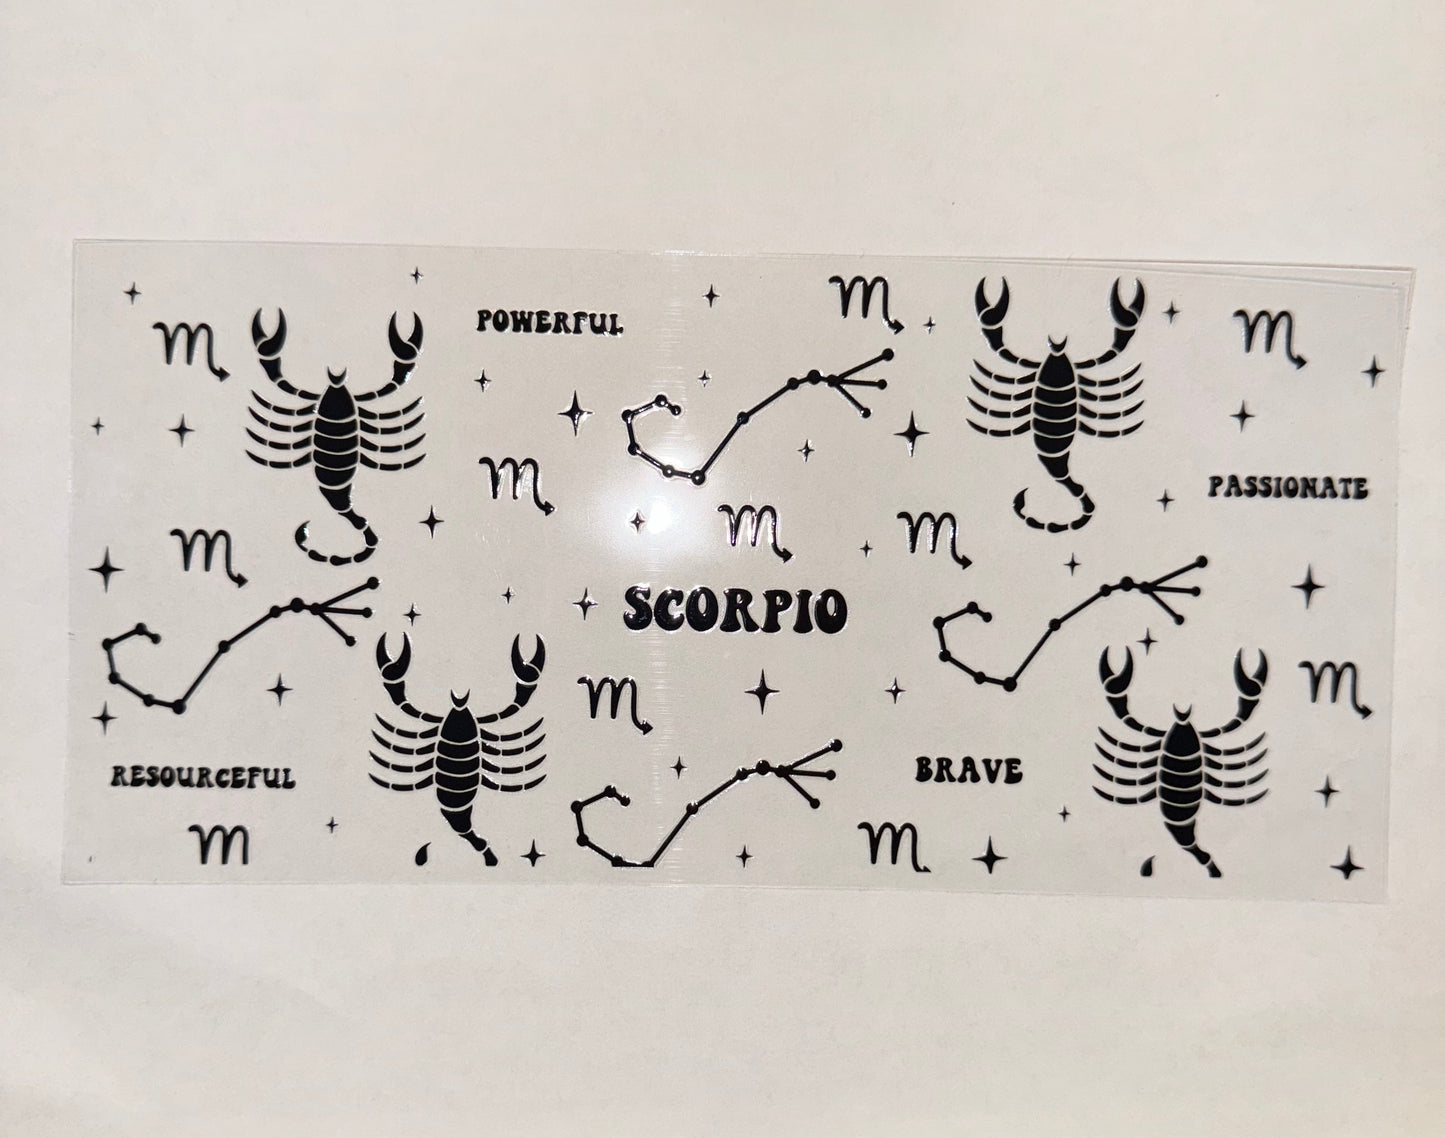 POWERFUL
PASSIONATE
SCORPIO
RESOURCEFUL
BRAVE